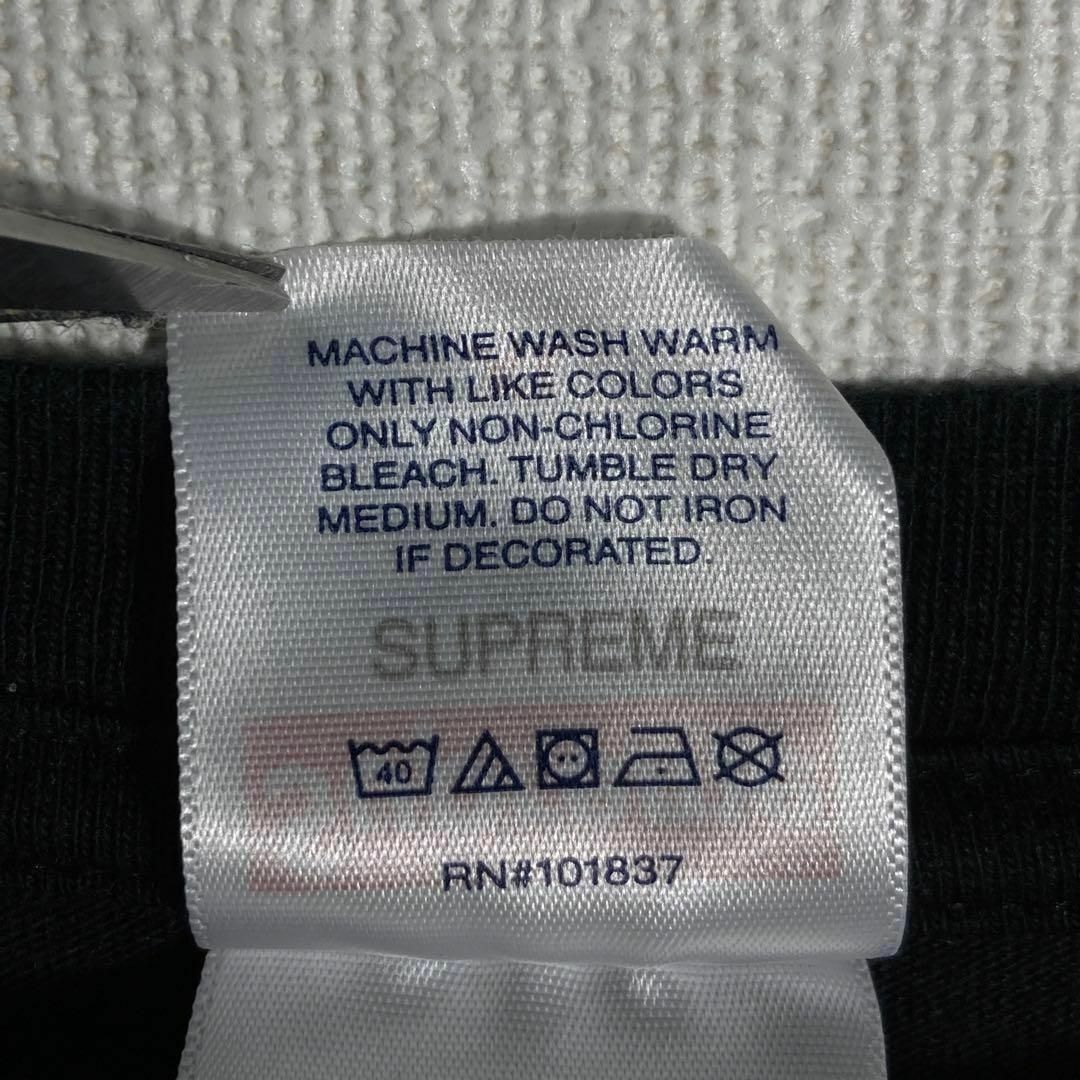 MACHINE WASH WARM
WITH LIKE COLORS
ONLY NON-CHLORINE
BLEACH. TUMBLE DRY
MEDIUM. DO NOT IRON
IF DECORATED.
SUPREME
40
RN#101837